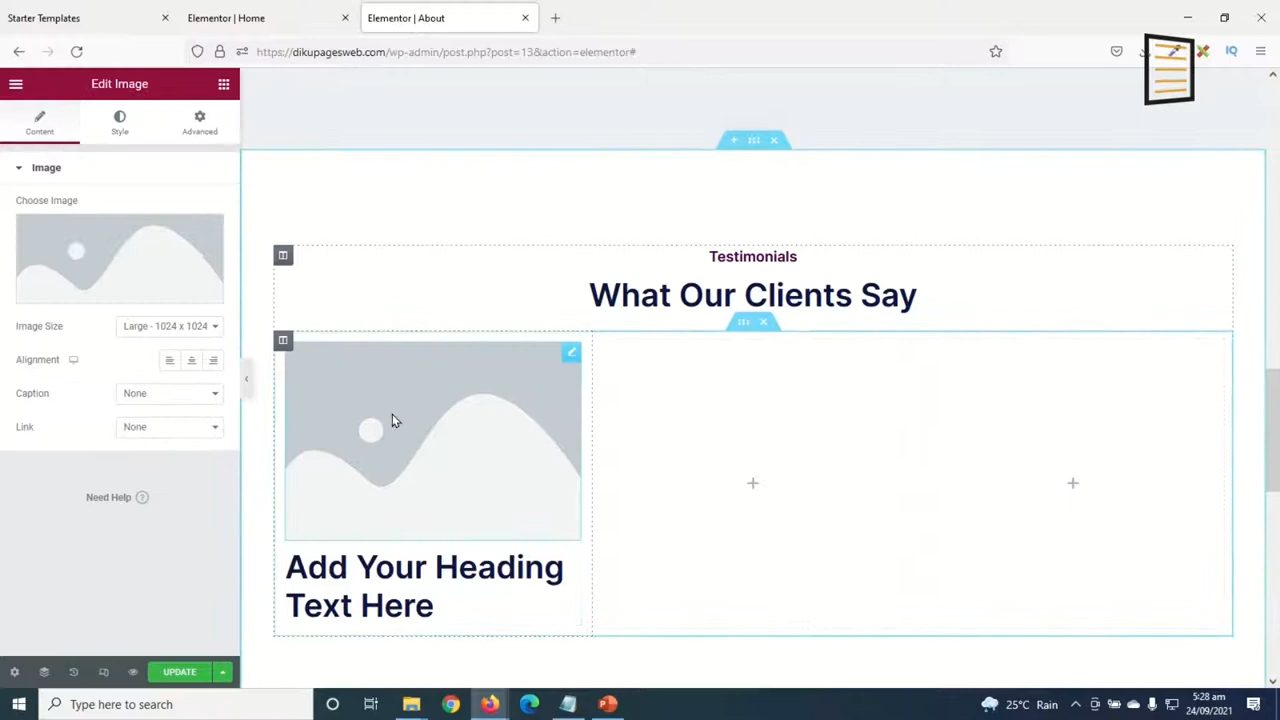 Starter Templates
Elementor | Home
Elementor | About
https://dikupagesweb.com/wp-admin/post.php?post=13&action=elementor#
IQ
Edit Image
Content
Style
Advanced
Image
Choose Image
Image Size
Large - 1024 x 1024
Alignment
Caption
None
Link
None
Need Help
UPDATE
Testimonials
What Our Clients Say
Add Your Heading
Text Here
Type here to search
25°C Rain
5:28 am
24/09/2021